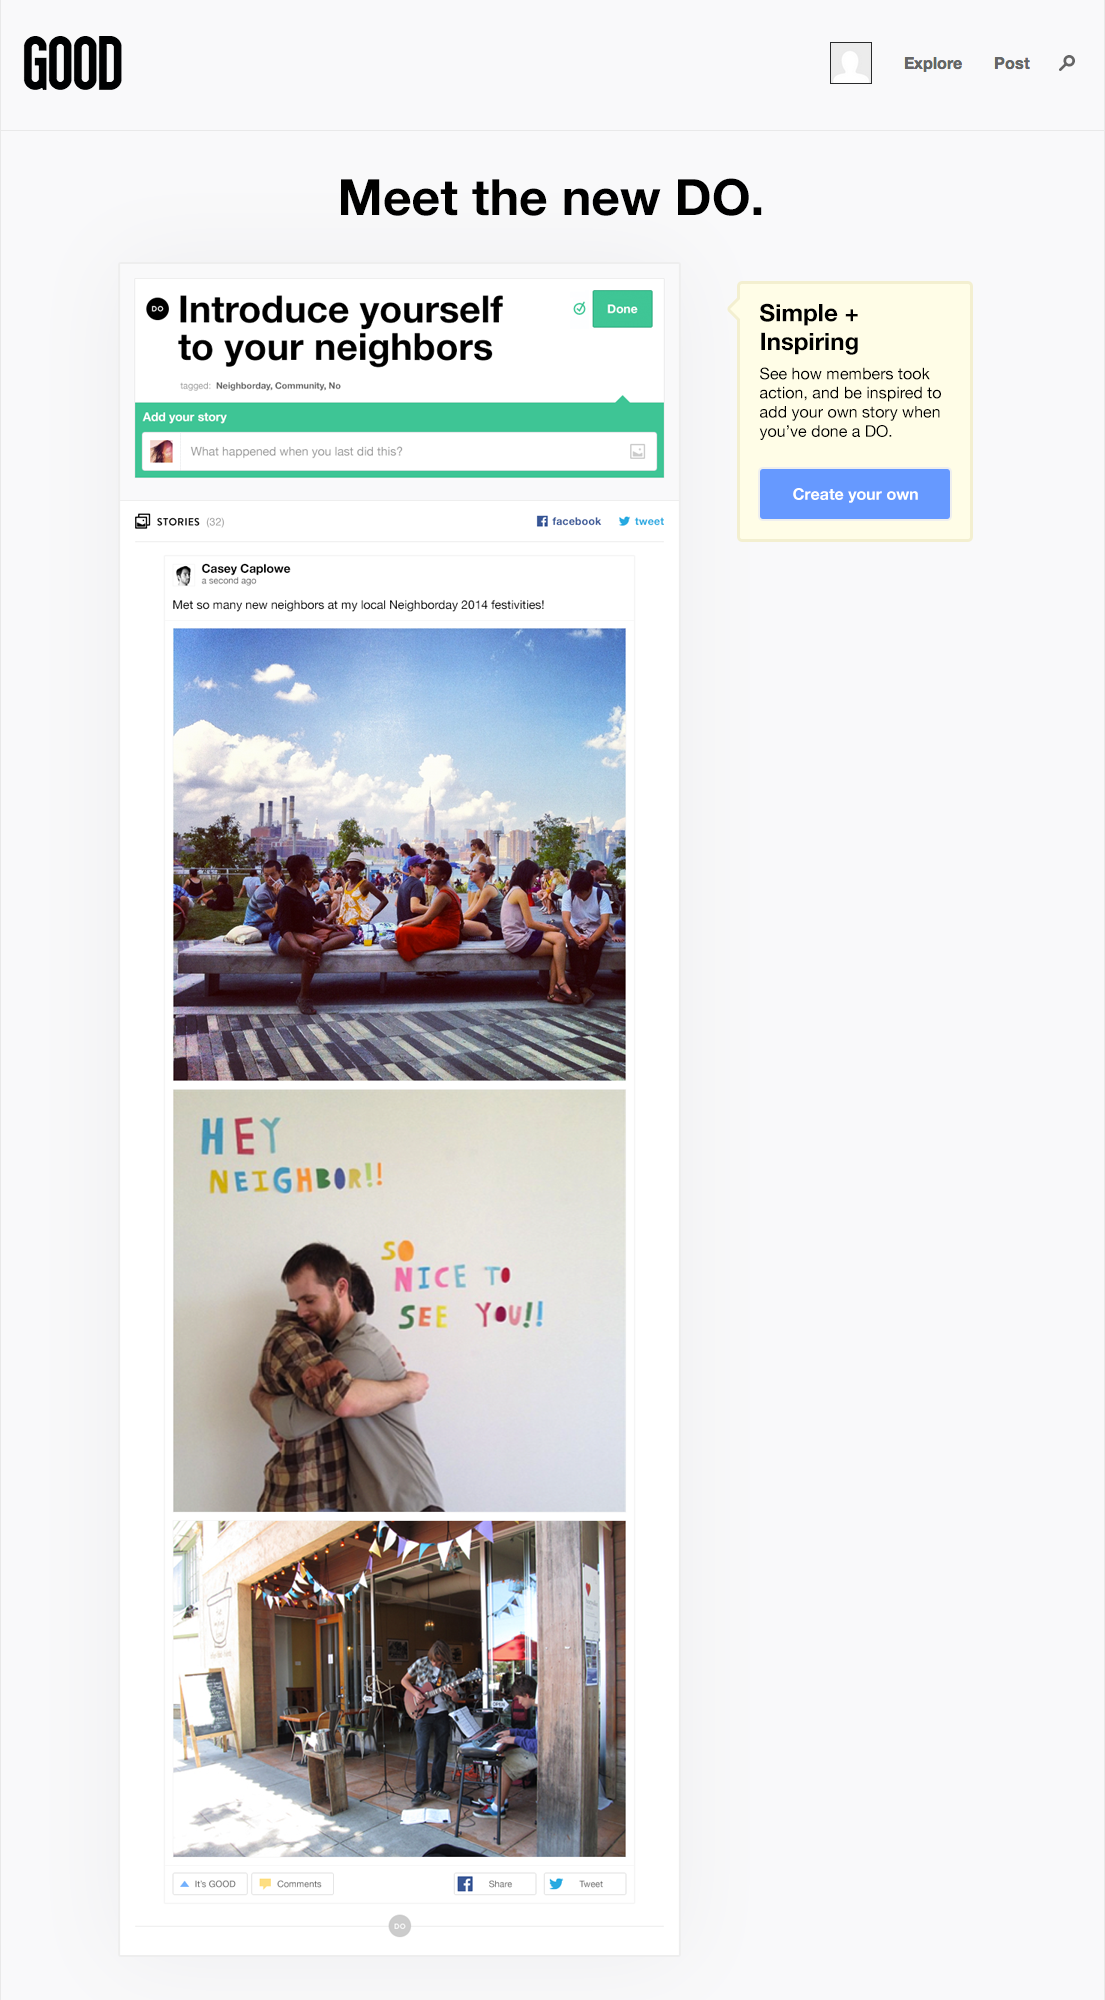 GOOD
Explore
Post
Meet the new DO.
DO
Introduce yourself
to your neighbors
Done
tagged: Neighborday, Community, No
Add your story
What happened when you last did this?
Simple +
Inspiring
See how members took
action, and be inspired to
add your own story when
you've done a DO.
Create your own
STORIES (32)
facebook
tweet
Casey Caplowe
a second ago
Met so many new neighbors at my local Neighborday 2014 festivities!
HEY
NEIGHBOR!!
SO
NICE TO
SEE YOU!!
OPEN
It's GOOD
Comments
Share
Tweet
DO